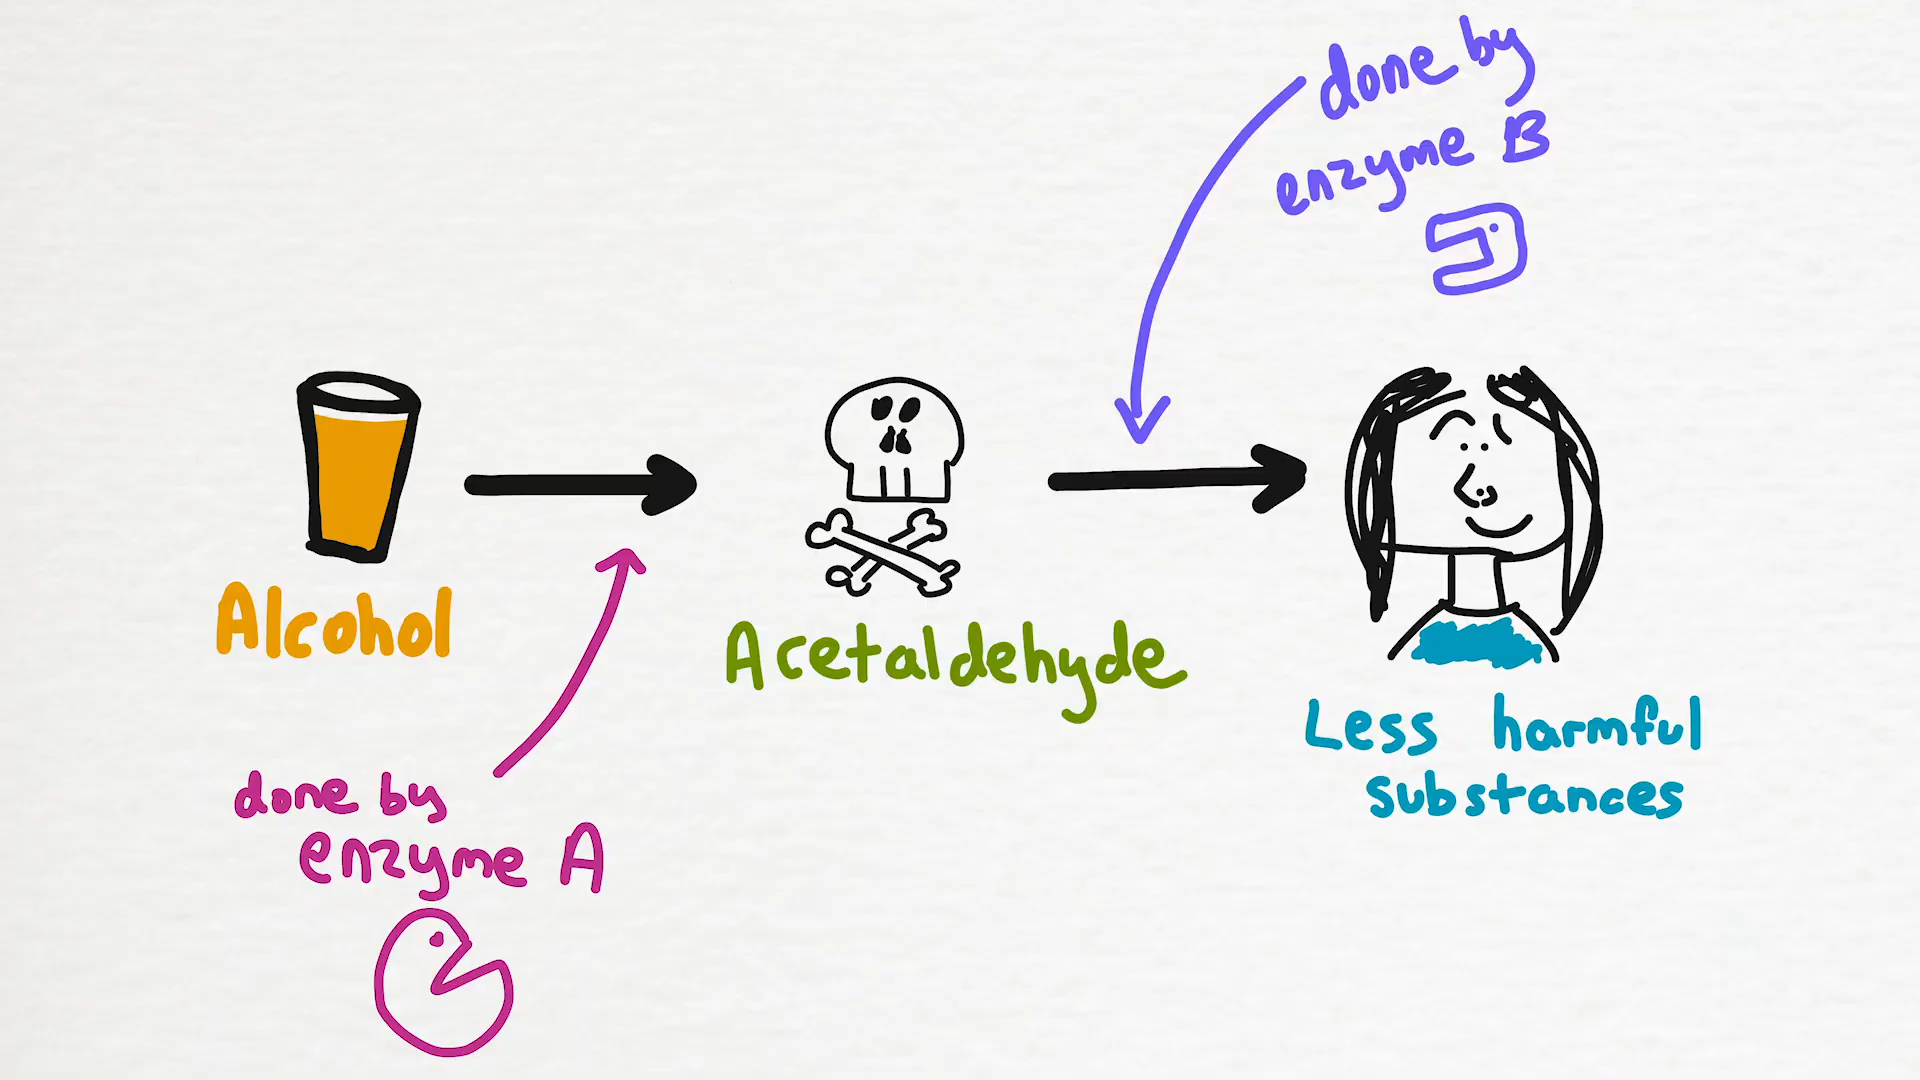 done by
enzyme B
Alcohol
Acetaldehyde
Less harmful
substances
done by
enzyme A